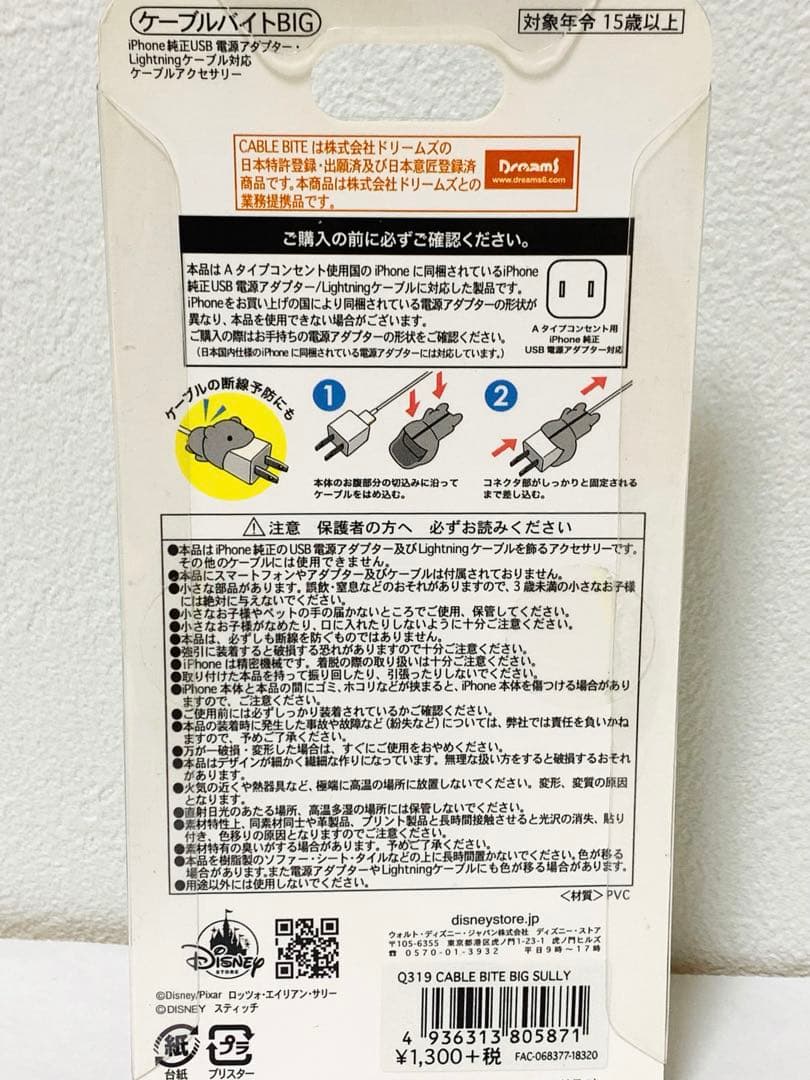 ケーブルバイトBIG
iPhone純正USB電源アダプター・
Lightningケーブル対応
ケーブルアクセサリー
対象年令 15歳以上
CABLE BITE は株式会社ドリームズの
日本特許登録・出願済及び日本意匠登録済
商品です。本商品は株式会社ドリームズとの
業務提携品です。
DreamS
www.dreams6.com
ご購入の前に必ずご確認ください。
本品は A タイプコンセント使用国の iPhone に同梱されているiPhone
純正USB 電源アダプター/Lightningケーブルに対応した製品です。
iPhoneをお買い上げの国により同梱されている電源アダプターの形状が
異なり、本品を使用できない場合がございます。
ご購入の際はお手持ちの電源アダプターの形状をご確認ください。
(日本国内仕様のiPhone に同梱されている電源アダプターには対応しています。)
A タイプコンセント用
iPhone 純正
USB 電源アダプター対応
ケーブルの断線予防にも
1
本体のお腹部分の切込みに沿って
ケーブルをはめ込む。
2
コネクタ部がしっかりと固定される
まで差し込む。
⚠注意 保護者の方へ 必ずお読みください
●本品はiPhone純正のUSB電源アダプター及びLightningケーブルを飾るアクセサリーです。
その他のケーブルには使用できません。
●本品にスマートフォンやアダプター及びケーブルは付属されておりません。
●小さな部品があります。誤飲・窒息などのおそれがありますので、3歳未満の小さなお子様
には絶対に与えないでください。
●小さなお子様やペットの手の届かないところでご使用、保管してください。
●小さなお子様がなめたり、口に入れたりしないように十分ご注意ください。
●本品は、必ずしも断線を防ぐものではありません。
●強引に装着すると破損する恐れがありますので十分ご注意ください。
●iPhoneは精密機械です。着脱の際の取り扱いは十分ご注意ください。
●取り付けた本品を持って振り回したり、引張ったりしないでください。
●iPhone 本体と本品の間にゴミ、ホコリなどが挟まると、iPhone 本体を傷つける場合があり
ますので、ご注意ください。
●ご使用前には必ずしっかり装着されているかご確認ください。
●本品の装着時に発生した事故や故障など(紛失など)については、弊社では責任を負いかね
ますので、予めご了承ください。
●万が一破損・変形した場合は、すぐにご使用をおやめください。
●本品はデザインが細かく繊細な作りになっています。無理な扱い方をすると破損するおそれ
があります。
●火気の近くや熱器具など、極端に高温の場所に放置しないでください。変形、変質の原因
となります。
●直射日光のあたる場所、高温多湿の場所には保管しないでください。
●素材特性上、同素材同士や革製品、プリント製品と長時間接触させると光沢の消失、貼り
付き、色移りの原因となりますのでご注意ください。
●素材特有の臭いがする場合があります。予めご了承ください。
●本品を樹脂製のソファー・シート・タイルなどの上に長時間置かないでください。色が移る
場合があります。また電源アダプターやLightningケーブルにも色が移る場合があります。
●用途以外には使用しないでください。
<材質>PVC
Disney
STORE
disneystore.jp
ウォルト・ディズニー・ジャパン株式会社 ディズニー・ストア
〒105-6355 東京都港区虎ノ門1-23-1 虎ノ門ヒルズ
☎0570-01-3932 平日9時〜17時
©Disney/Pixar ロッツォ・エイリアン・サリー
©DISNEY スティッチ
Q319 CABLE BITE BIG SULLY
4 936313 805871
¥1,300+税
FAC-068377-18320
紙
台紙
プラ
ブリスター